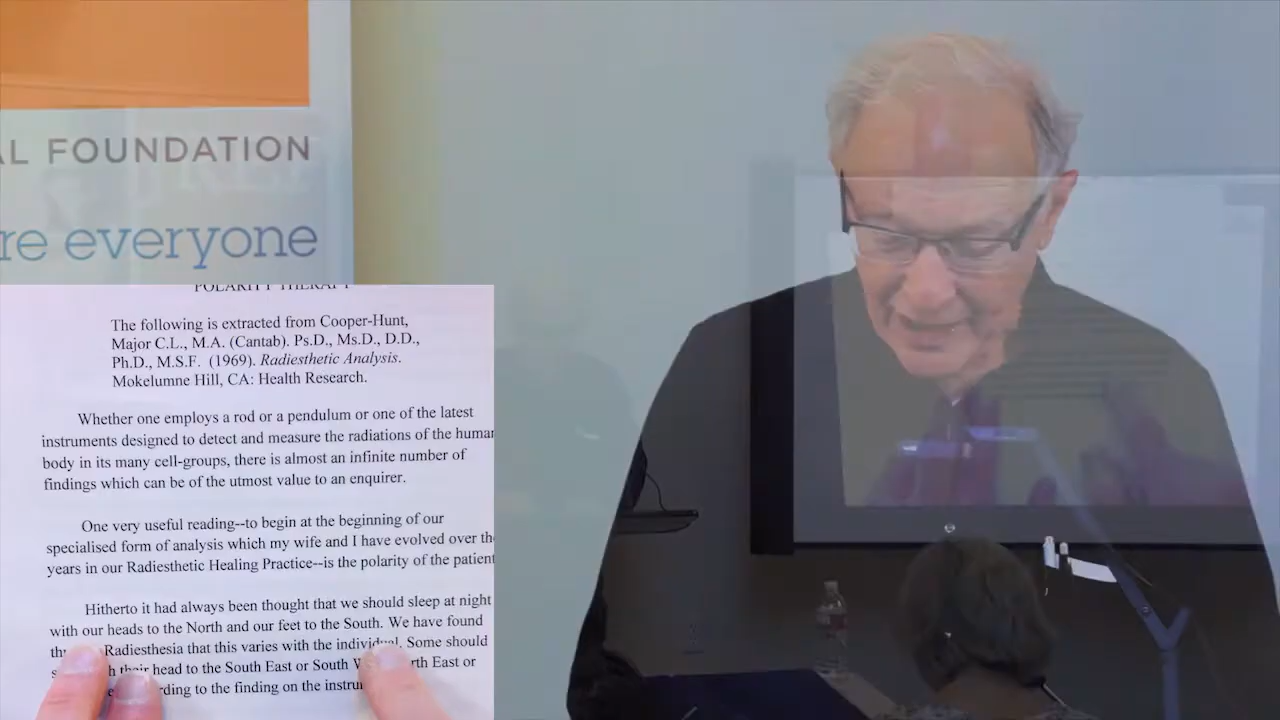 AL FOUNDATION
re everyone
POLARITY THERAPY
The following is extracted from Cooper-Hunt,
Major C.L., M.A. (Cantab). Ps.D., Ms.D., D.D.,
Ph.D., M.S.F. (1969). Radiesthetic Analysis.
Mokelumne Hill, CA: Health Research.
Whether one employs a rod or a pendulum or one of the latest
instruments designed to detect and measure the radiations of the human
body in its many cell-groups, there is almost an infinite number of
findings which can be of the utmost value to an enquirer.
One very useful reading--to begin at the beginning of our
specialised form of analysis which my wife and I have evolved over th
years in our Radiesthetic Healing Practice--is the polarity of the patient
Hitherto it had always been thought that we should sleep at night
with our heads to the North and our feet to the South. We have found
Radiesthesia that this varies with the individual. Some should
their head to the South East or South East or
to the finding on the